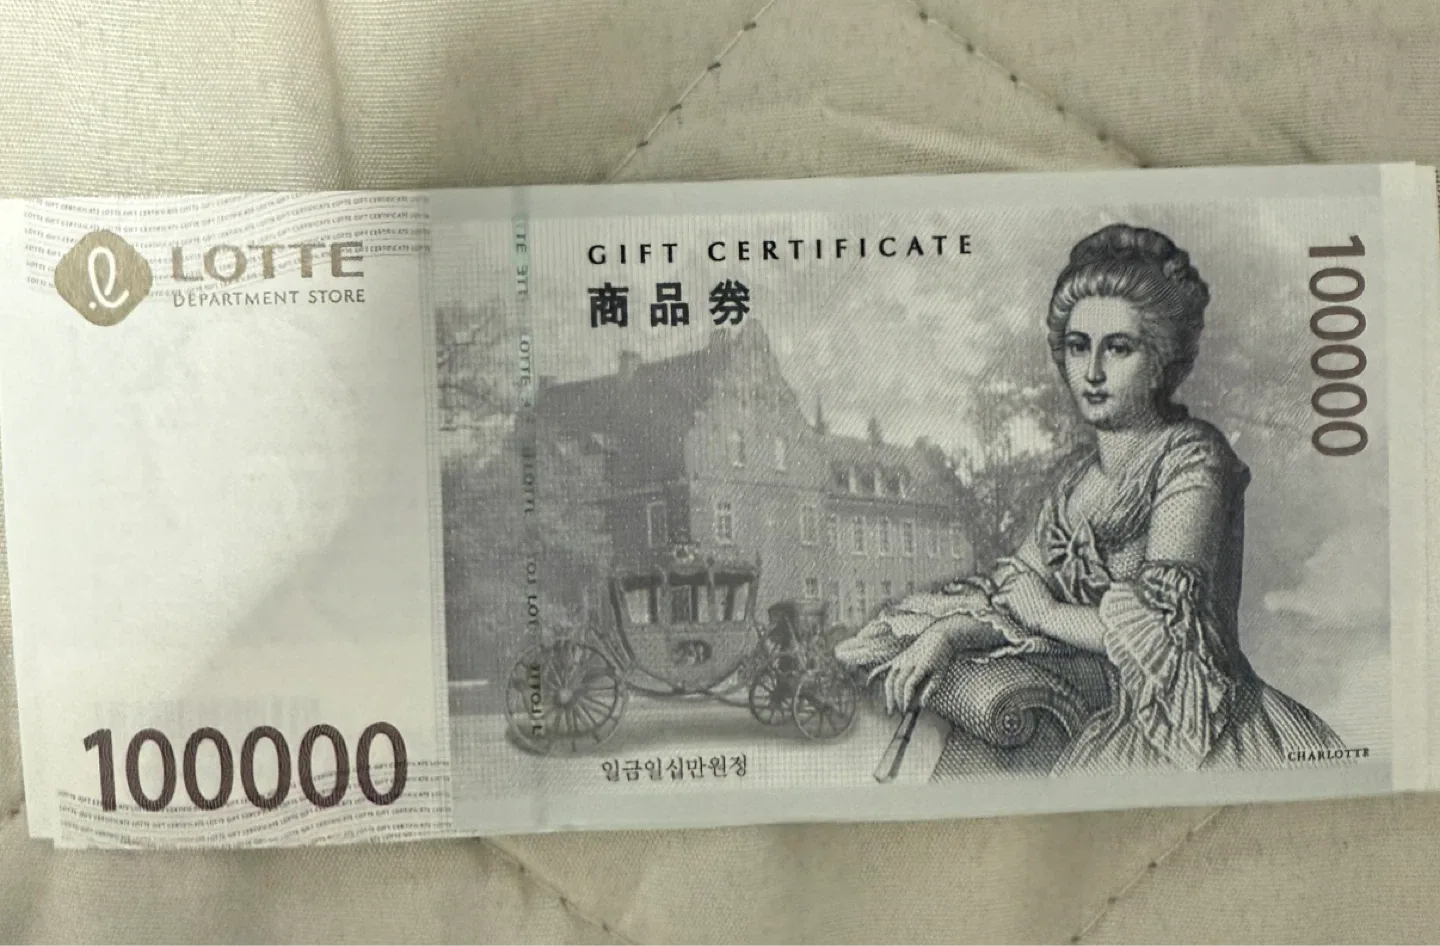 LOTTE
DEPARTMENT STORE
GIFT CERTIFICATE
商品券
100000
100000
일금일십만원정
CHARLOTTE